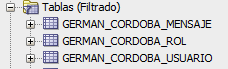 Tablas (Filtrado)
GERMAN_CORDOBA_MENSAJE
GERMAN_CORDOBA_ROL
GERMAN_CORDOBA_USUARIO